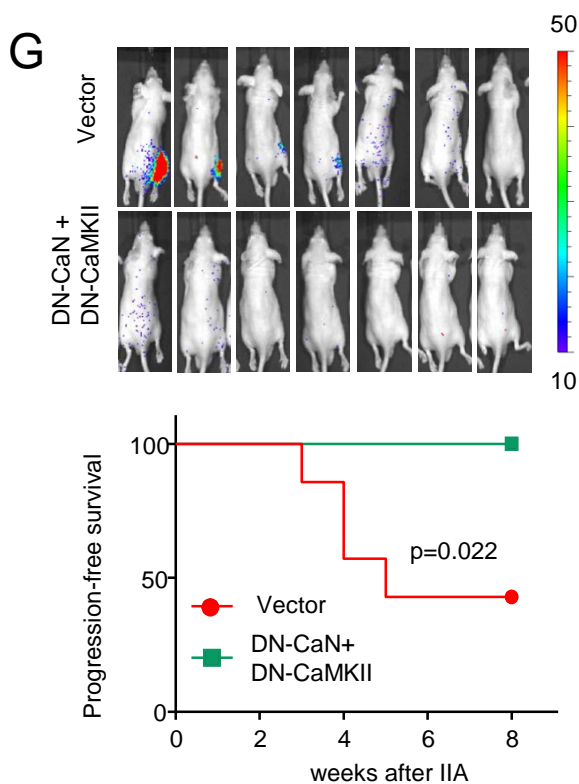 G
Vector
DN-CaN +
DN-CaMKII
50
10
Progression-free survival
100
50
0
p=0.022
Vector
DN-CaN+
DN-CaMKII
0 2 4 6 8
weeks after IIA